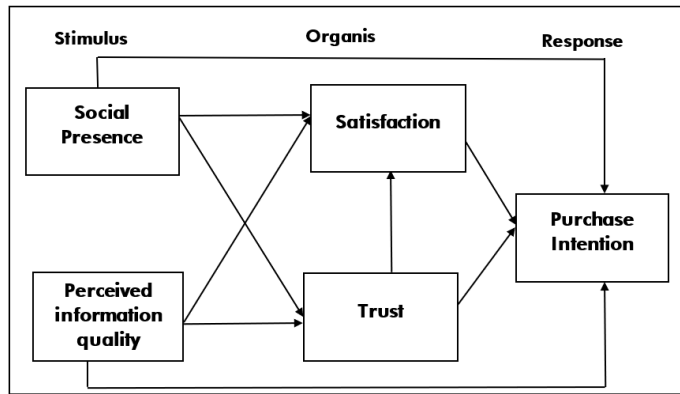 Stimulus
Organis
Response
Social
Presence
Satisfaction
Purchase
Intention
Perceived
information
quality
Trust